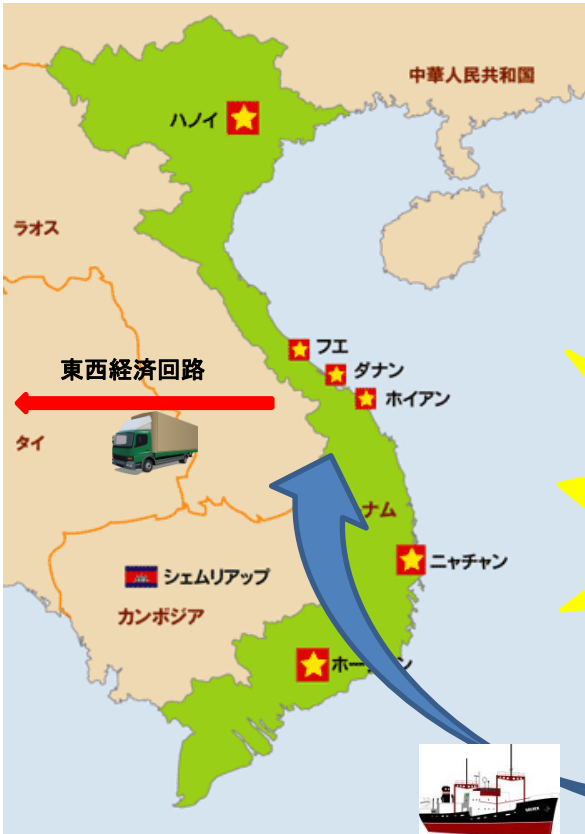 中華人民共和国
ハノイ
ラオス
フエ
東西経済回路
ダナン
ホイアン
タイ
ナム
ニャチャン
シェムリアップ
カンボジア